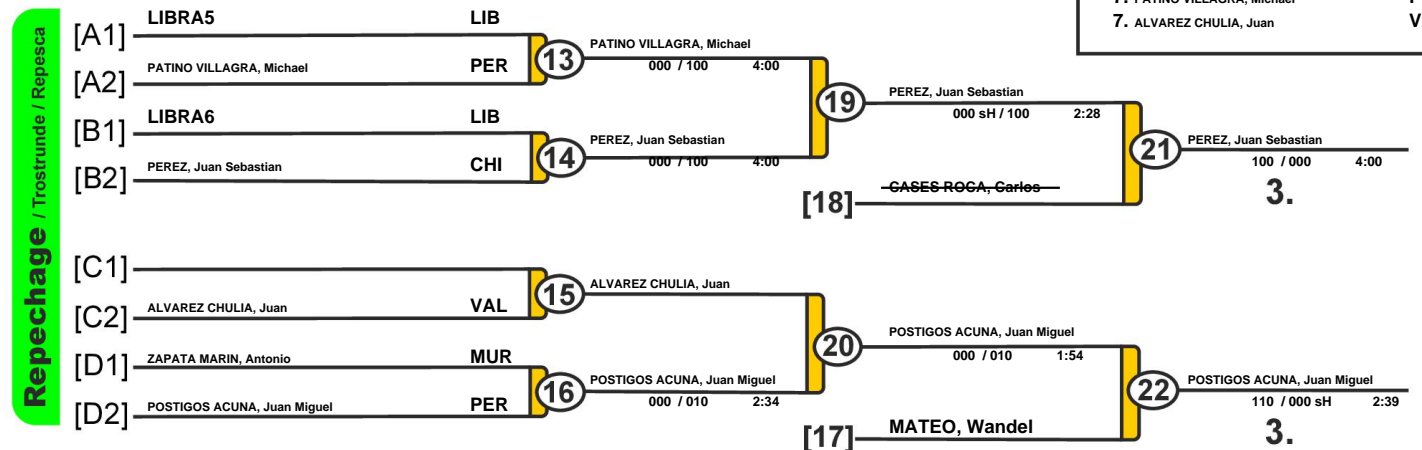 7. PATINO VILLAGRA, Michael
7. ALVAREZ CHULIA, Juan V
Repechage / Trostrunde / Repesca
[A1] LIBRA5 LIB
[A2] PATINO VILLAGRA, Michael PER
13 PATINO VILLAGRA, Michael
000 / 100 4:00
[B1] LIBRA6 LIB
[B2] PEREZ, Juan Sebastian CHI
14 PEREZ, Juan Sebastian
000 / 100 4:00
19 PEREZ, Juan Sebastian
000 sH / 100 2:28
[18] CASES ROCA, Carlos
21 PEREZ, Juan Sebastian
100 / 000 4:00
3.
[C1]
[C2] ALVAREZ CHULIA, Juan VAL
15 ALVAREZ CHULIA, Juan
[D1] ZAPATA MARIN, Antonio MUR
[D2] POSTIGOS ACUNA, Juan Miguel PER
16 POSTIGOS ACUNA, Juan Miguel
000 / 010 2:34
20 POSTIGOS ACUNA, Juan Miguel
000 / 010 1:54
[17] MATEO, Wandel
22 POSTIGOS ACUNA, Juan Miguel
110 / 000 sH 2:39
3.